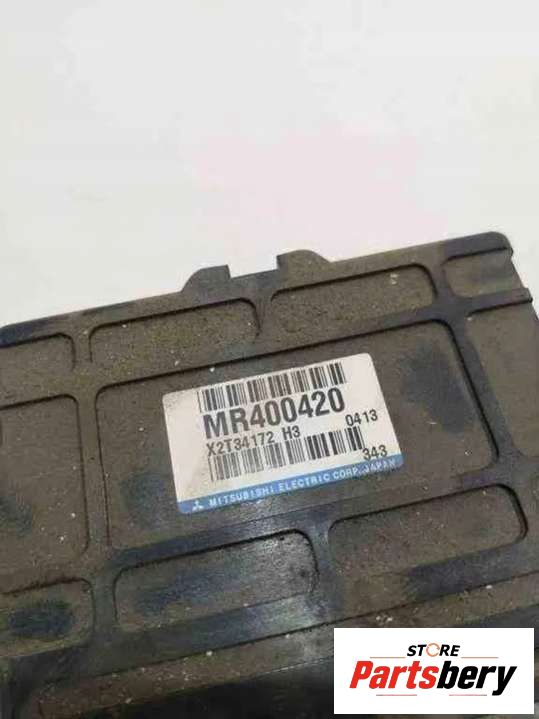 MR400420
X2T34172 H3 0413
343
MITSUBISHI ELECTRIC CORP. JAPAN
STORE
Partsbery